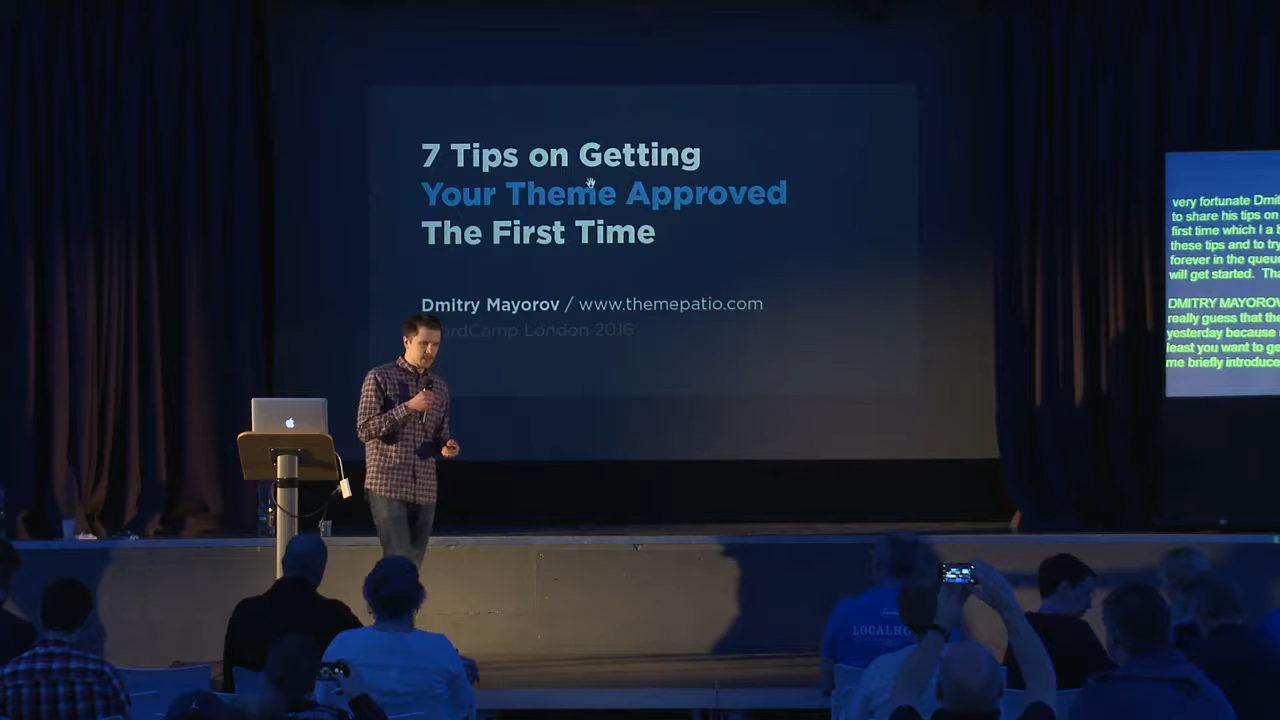 7 Tips on Getting
Your Theme Approved
The First Time
Dmitry Mayorov / www.themepatio.com
ordCamp London 2016
very fortunate Dmit
to share his tips on
first time which I a b
these tips and to try
forever in the queue
will get started. Tha
DMITRY MAYOROV
really guess that the
yesterday because
least you want to ge
me briefly introduce
LOCALHO